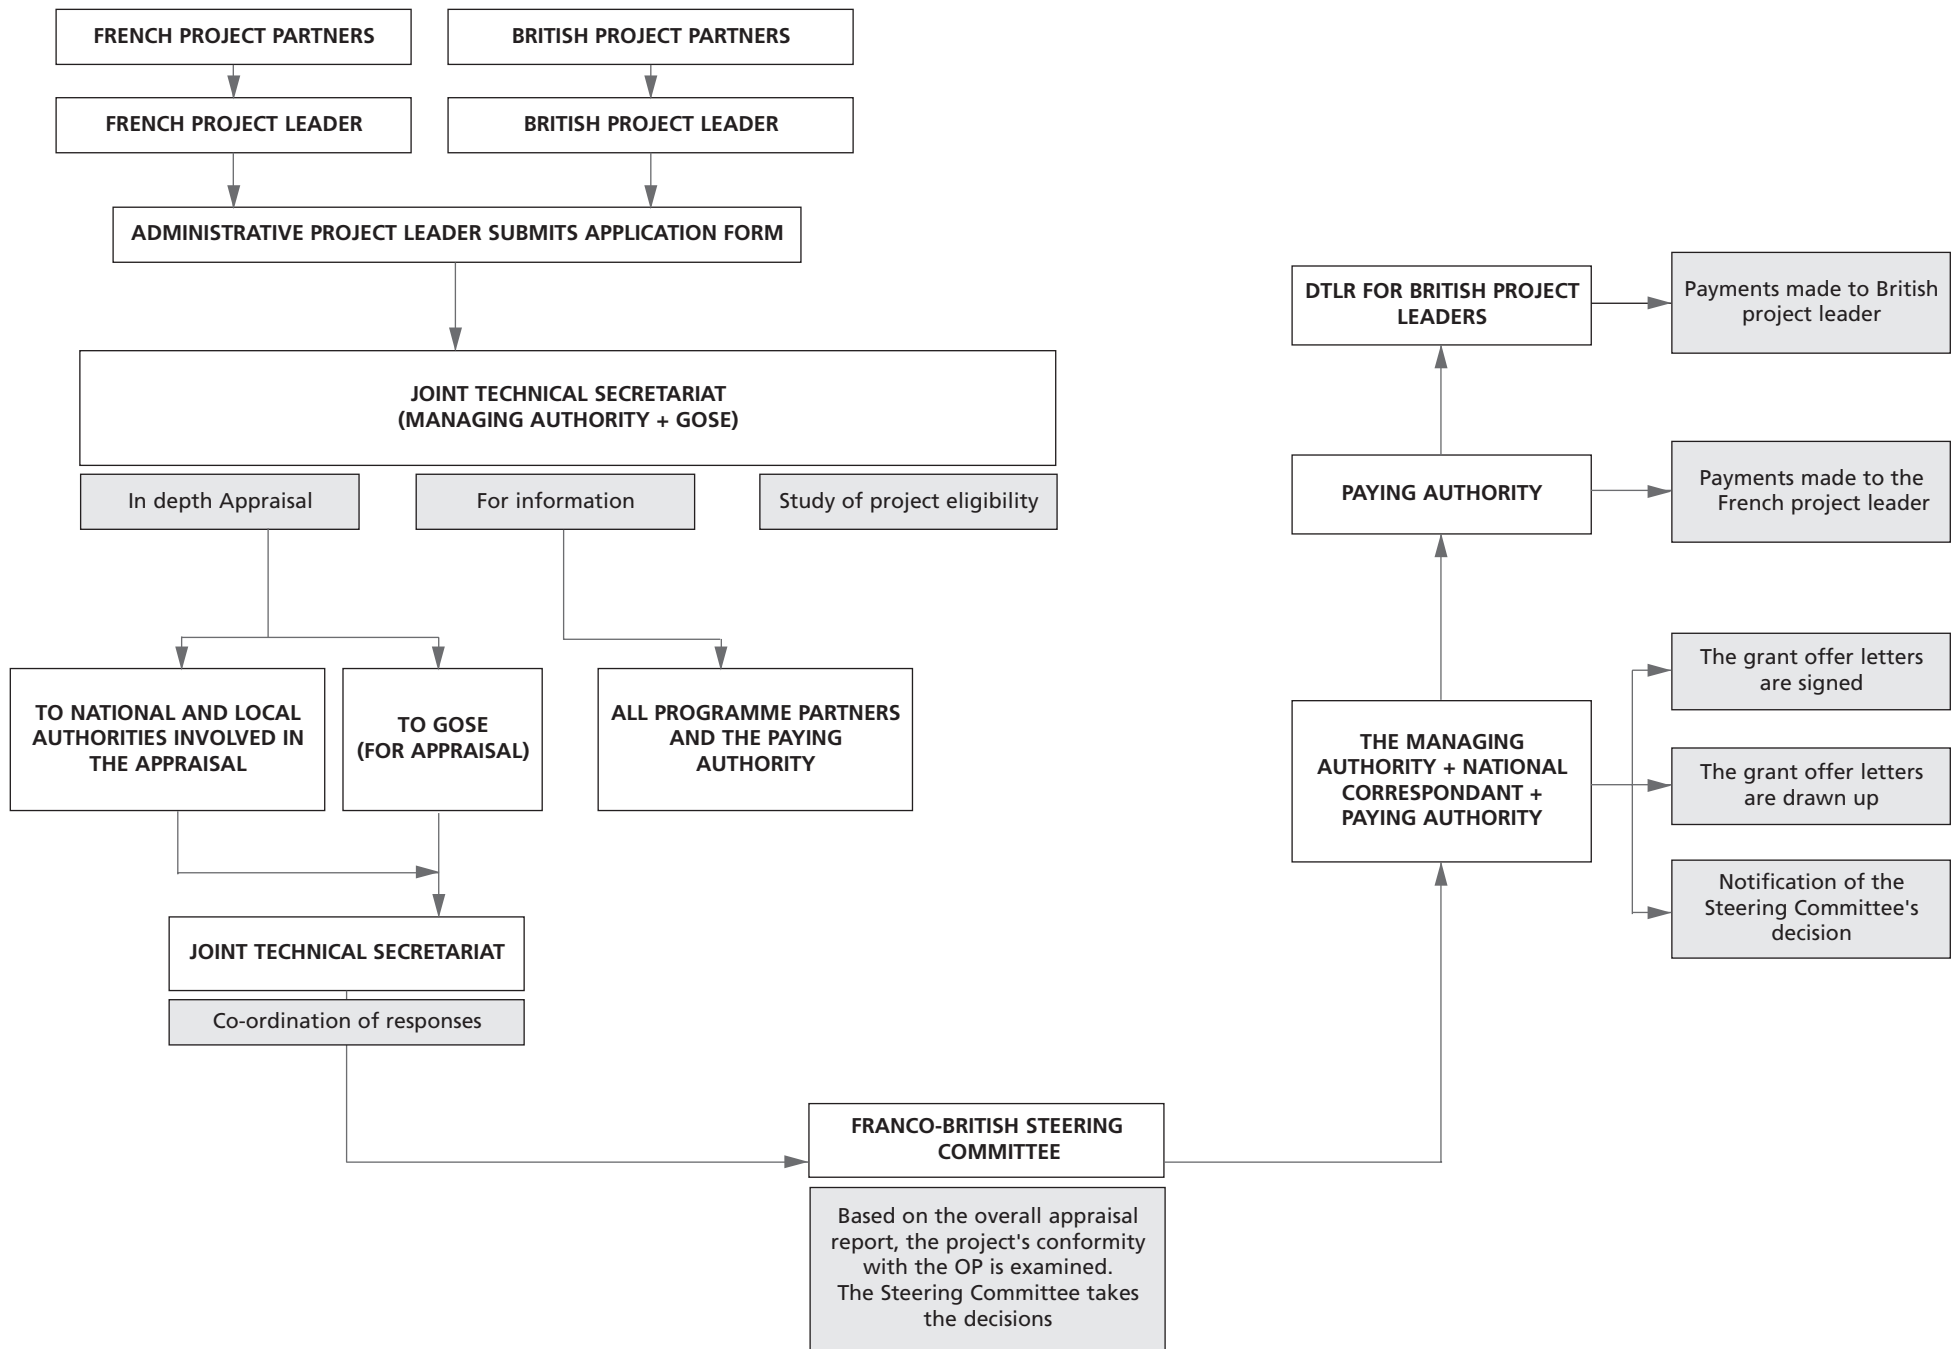 FRENCH PROJECT PARTNERS
BRITISH PROJECT PARTNERS
FRENCH PROJECT LEADER
BRITISH PROJECT LEADER
ADMINISTRATIVE PROJECT LEADER SUBMITS APPLICATION FORM
JOINT TECHNICAL SECRETARIAT
(MANAGING AUTHORITY + GOSE)
In depth Appraisal
For information
Study of project eligibility
TO NATIONAL AND LOCAL
AUTHORITIES INVOLVED IN
THE APPRAISAL
TO GOSE
(FOR APPRAISAL)
ALL PROGRAMME PARTNERS
AND THE PAYING
AUTHORITY
JOINT TECHNICAL SECRETARIAT
Co-ordination of responses
FRANCO-BRITISH STEERING
COMMITTEE
Based on the overall appraisal
report, the project's conformity
with the OP is examined.
The Steering Committee takes
the decisions
DTLR FOR BRITISH PROJECT
LEADERS
Payments made to British
project leader
PAYING AUTHORITY
Payments made to the
French project leader
THE MANAGING
AUTHORITY + NATIONAL
CORRESPONDANT +
PAYING AUTHORITY
The grant offer letters
are signed
The grant offer letters
are drawn up
Notification of the
Steering Committee's
decision